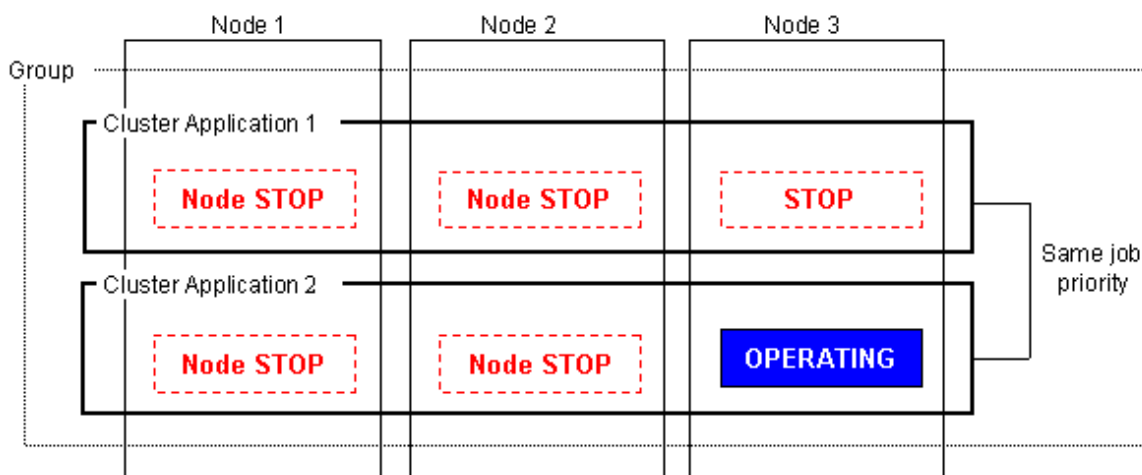 Node 1
Node 2
Node 3
Group
Cluster Application 1
Node STOP
Node STOP
STOP
Same job
priority
Cluster Application 2
Node STOP
Node STOP
OPERATING